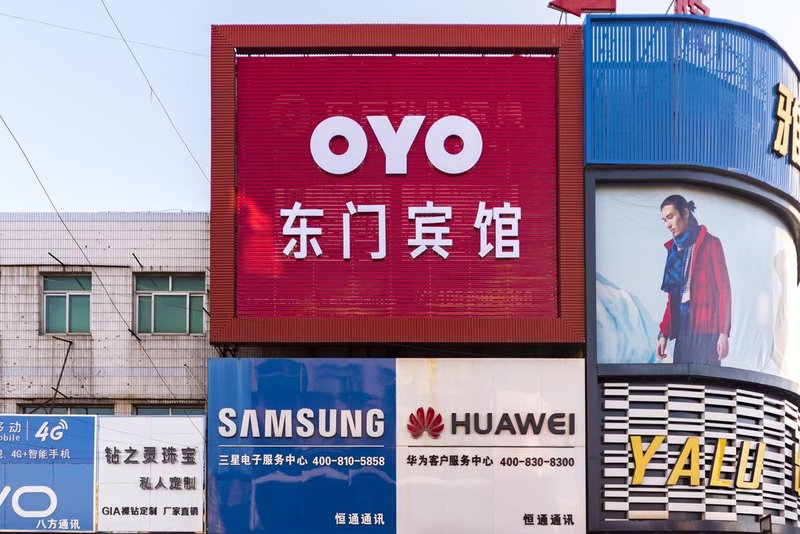 OYO
东门宾馆
雅
SAMSUNG
三星电子服务中心 400-810-5858
恒通通讯
HUAWEI
华为客户服务中心 400-830-8300
恒通通讯
YALU
动
obile
4G
4G+智能手机
YO
八方通讯
钻之灵珠宝
私人定制
GIA裸钻定制 厂家直销